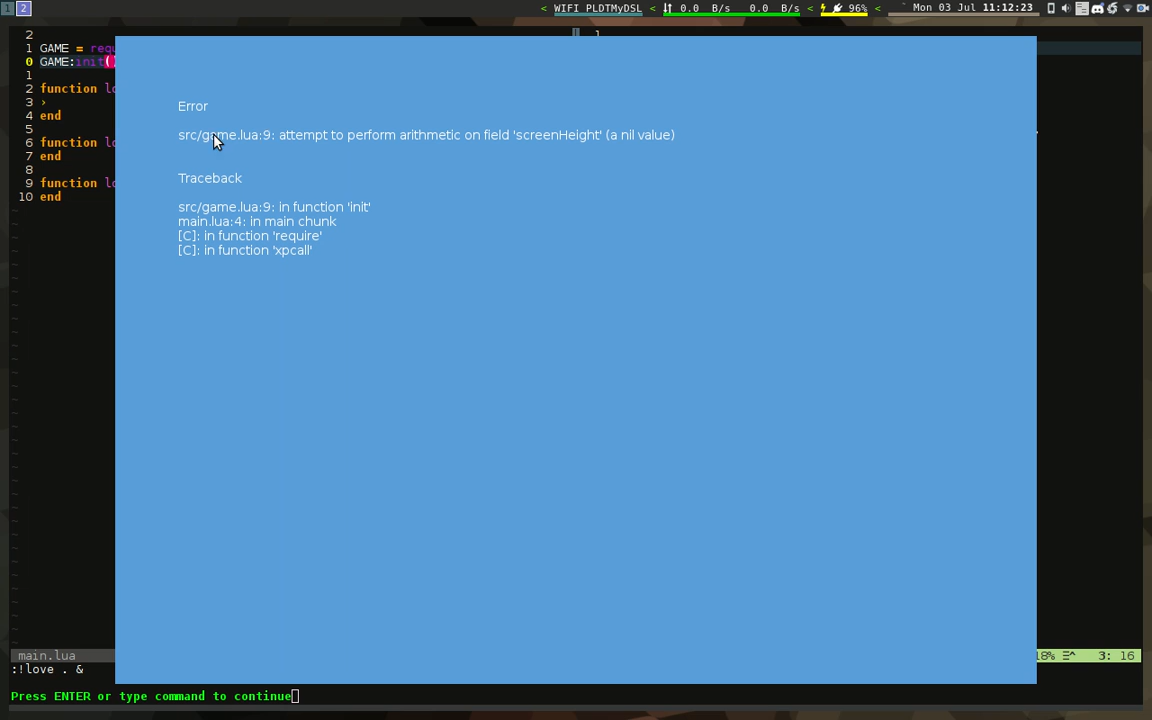 1 2
< WIFI PLDTMyDSL < 0.0 B/s 0.0 B/s < 96% < Mon 03 Jul 11:12:23
2
1 GAME = requ
0 GAME:init()
1
2 function lo
3 ›
4 end
5
6 function lo
7 end
8
9 function lo
10 end
1
Error
src/game.lua:9: attempt to perform arithmetic on field 'screenHeight' (a nil value)
Traceback
src/game.lua:9: in function 'init'
main.lua:4: in main chunk
[C]: in function 'require'
[C]: in function 'xpcall'
main.lua
18% 3: 16
:!love . &
Press ENTER or type command to continue